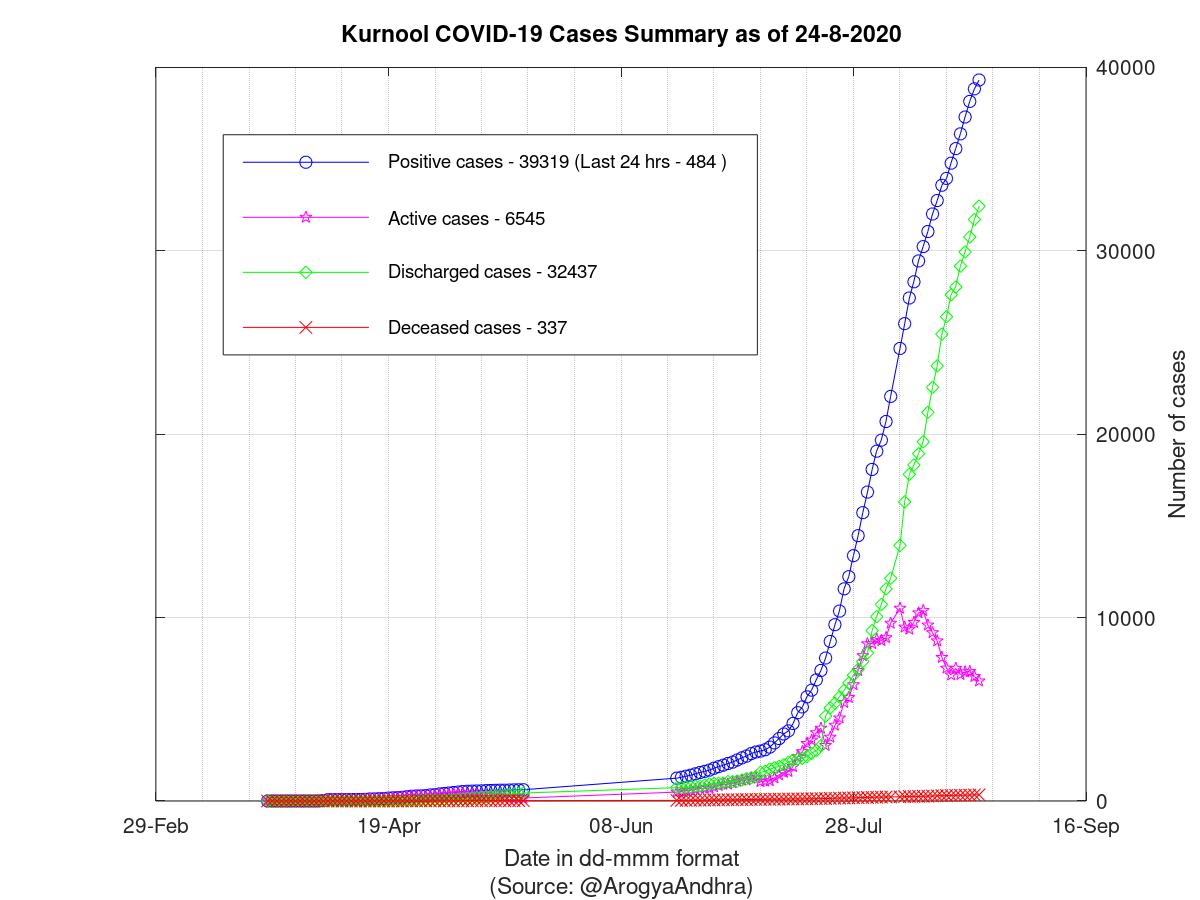 Kurnool COVID-19 Cases Summary as of 24-8-2020
40000
Positive cases - 39319 (Last 24 hrs - 484 )
Active cases - 6545
Discharged cases - 32437
Deceased cases - 337
30000
20000
10000
0
Number of cases
29-Feb 19-Apr 08-Jun 28-Jul 16-Sep
Date in dd-mmm format
(Source: @ArogyaAndhra)